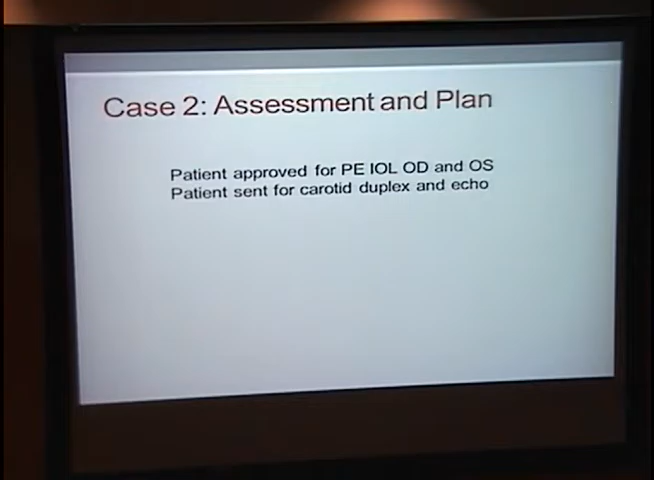 Case 2: Assessment and Plan
Patient approved for PE IOL OD and OS
Patient sent for carotid duplex and echo